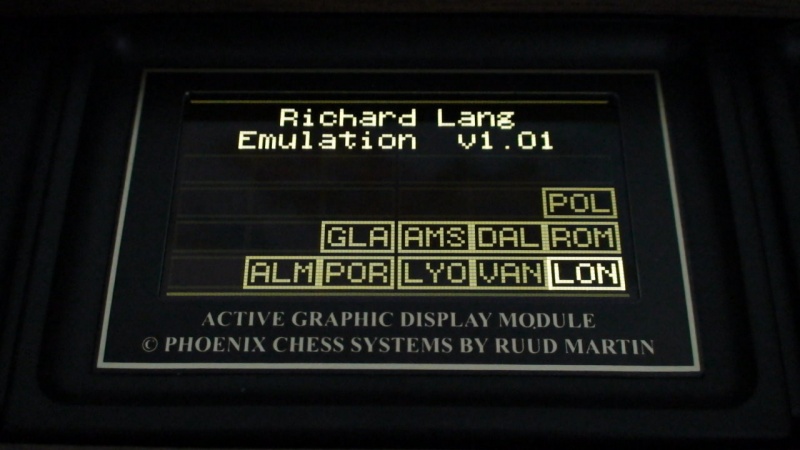 Richard Lang
Emulation v1.01
POL
GLA AMS DAL ROM
ALM POR LYO VAN LON
ACTIVE GRAPHIC DISPLAY MODULE
© PHOENIX CHESS SYSTEMS BY RUUD MARTIN